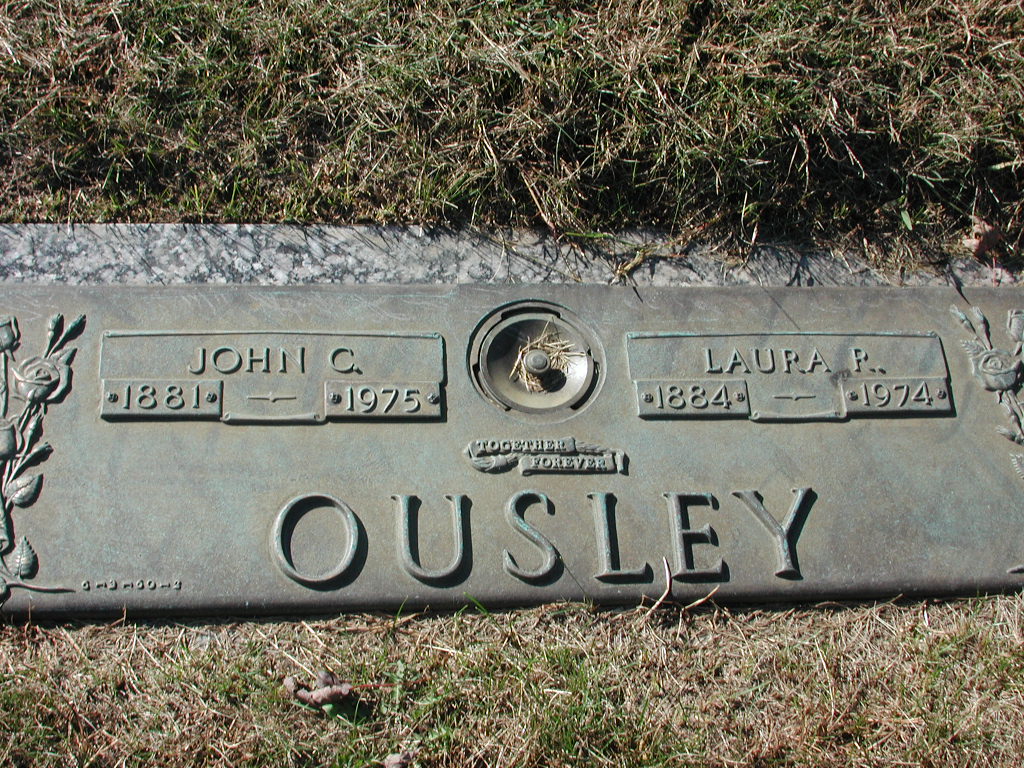 JOHN C.
1881 — 1975
LAURA R.
1884 — 1974
TOGETHER
FOREVER
OUSLEY